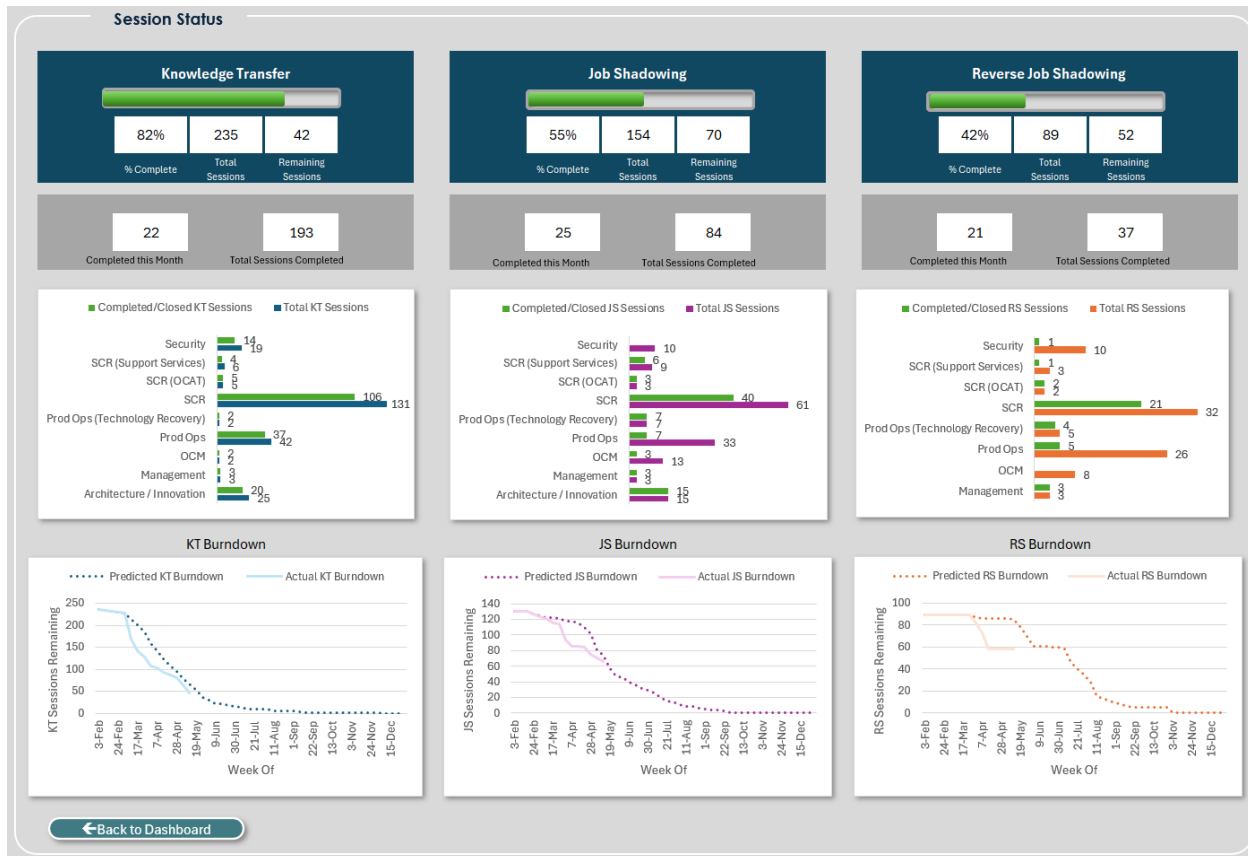 Session Status
Knowledge Transfer
82%
235
42
% Complete
Total
Sessions
Remaining
Sessions
22
193
Completed this Month
Total Sessions Completed
Completed/Closed KT Sessions
Total KT Sessions
Security
14
19
SCR (Support Services)
4
6
SCR (OCAT)
5
5
SCR
106
131
Prod Ops (Technology Recovery)
2
2
Prod Ops
37
42
OCM
2
2
Management
3
3
Architecture / Innovation
20
25
KT Burndown
Predicted KT Burndown
Actual KT Burndown
KT Sessions Remaining
250
200
150
100
50
0
3-Feb
24-Feb
17-Mar
7-Apr
28-Apr
19-May
9-Jun
30-Jun
21-Jul
11-Aug
1-Sep
22-Sep
13-Oct
3-Nov
24-Nov
15-Dec
Week Of
Job Shadowing
55%
154
70
% Complete
Total
Sessions
Remaining
Sessions
25
84
Completed this Month
Total Sessions Completed
Completed/Closed JS Sessions
Total JS Sessions
Security
10
SCR (Support Services)
6
9
SCR (OCAT)
3
3
SCR
40
61
Prod Ops (Technology Recovery)
7
7
Prod Ops
7
33
OCM
3
13
Management
3
3
Architecture / Innovation
15
15
JS Burndown
Predicted JS Burndown
Actual JS Burndown
JS Sessions Remaining
140
120
100
80
60
40
20
0
3-Feb
24-Feb
17-Mar
7-Apr
28-Apr
19-May
9-Jun
30-Jun
21-Jul
11-Aug
1-Sep
22-Sep
13-Oct
3-Nov
24-Nov
15-Dec
Week Of
Reverse Job Shadowing
42%
89
52
% Complete
Total
Sessions
Remaining
Sessions
21
37
Completed this Month
Total Sessions Completed
Completed/Closed RS Sessions
Total RS Sessions
Security
1
10
SCR (Support Services)
1
3
SCR (OCAT)
2
2
SCR
21
32
Prod Ops (Technology Recovery)
4
5
Prod Ops
5
26
OCM
8
Management
3
3
RS Burndown
Predicted RS Burndown
Actual RS Burndown
RS Sessions Remaining
100
80
60
40
20
0
3-Feb
24-Feb
17-Mar
7-Apr
28-Apr
19-May
9-Jun
30-Jun
21-Jul
11-Aug
1-Sep
22-Sep
13-Oct
3-Nov
24-Nov
15-Dec
Week Of
Back to Dashboard